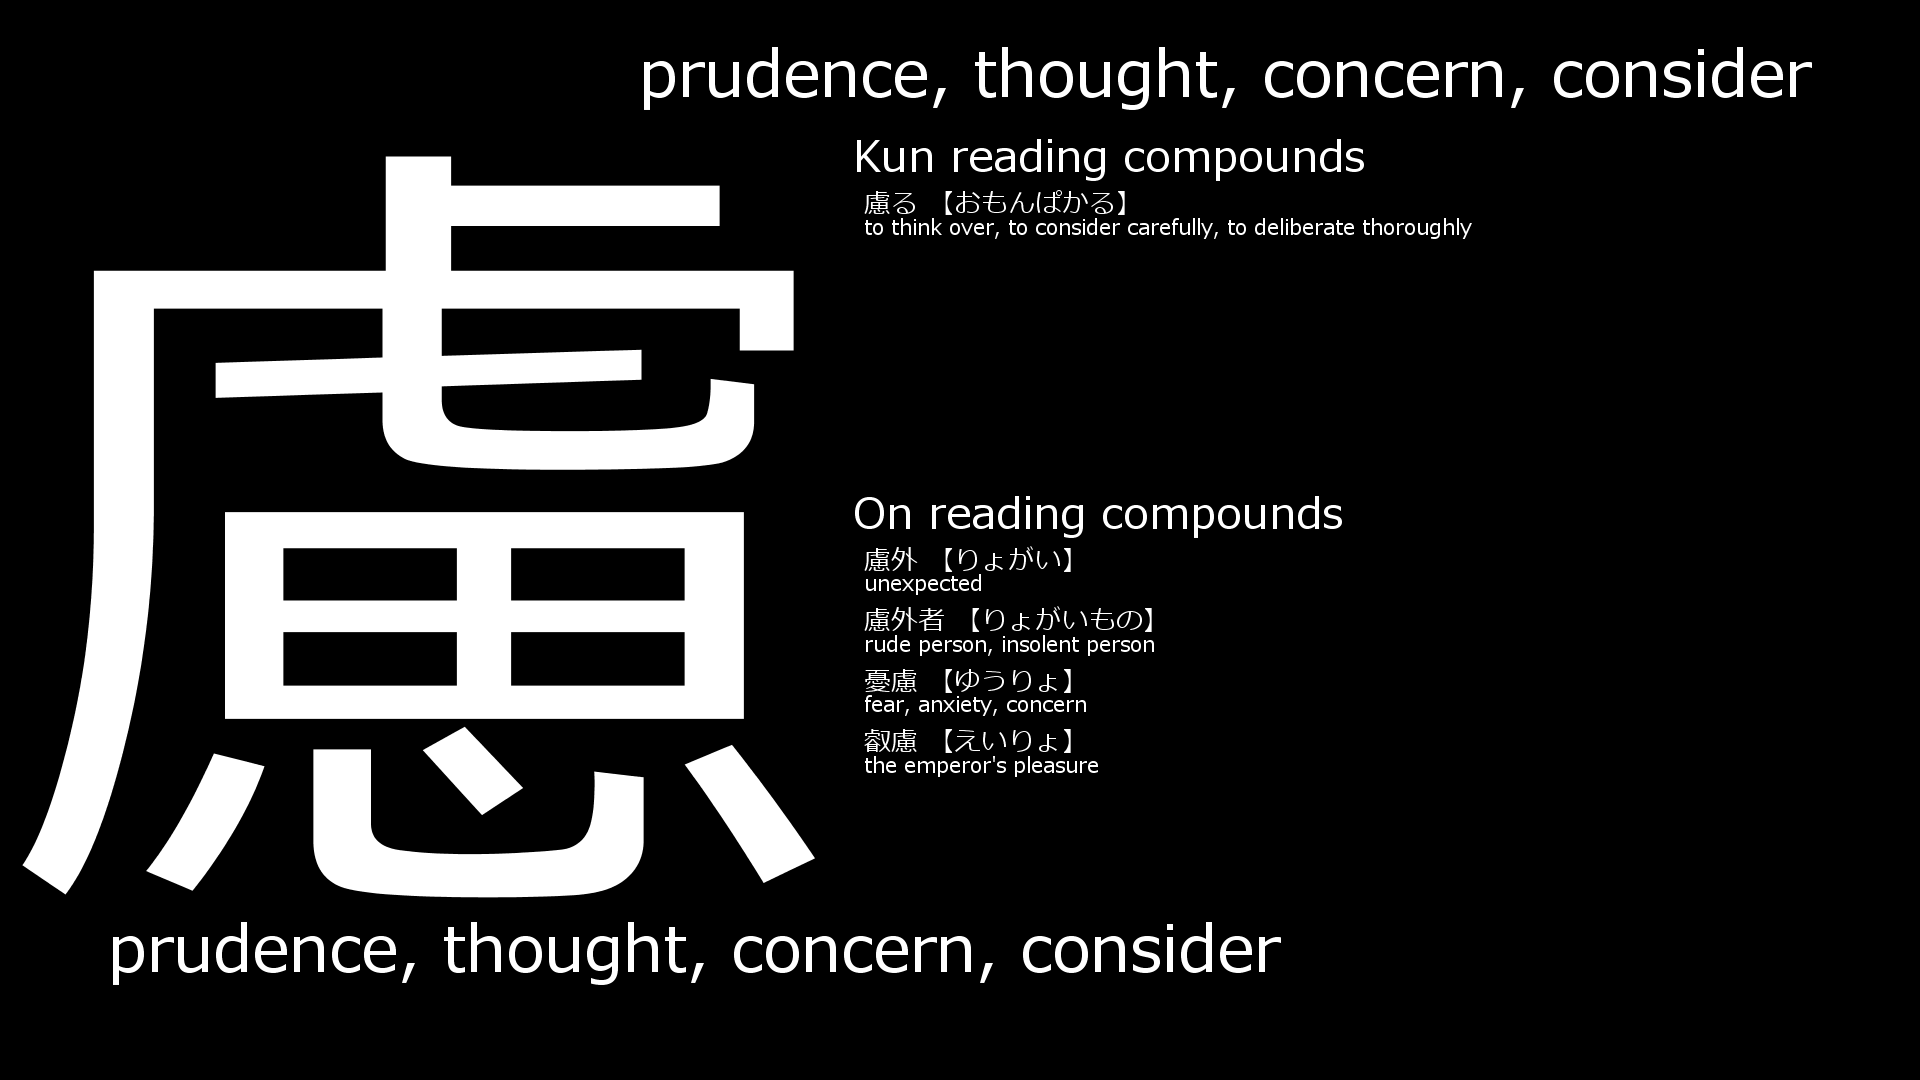 prudence, thought, concern, consider
慮
Kun reading compounds
慮る 【おもんぱかる】
to think over, to consider carefully, to deliberate thoroughly
On reading compounds
慮外 【りょがい】
unexpected
慮外者 【りょがいもの】
rude person, insolent person
憂慮 【ゆうりょ】
fear, anxiety, concern
叡慮 【えいりょ】
the emperor's pleasure
prudence, thought, concern, consider